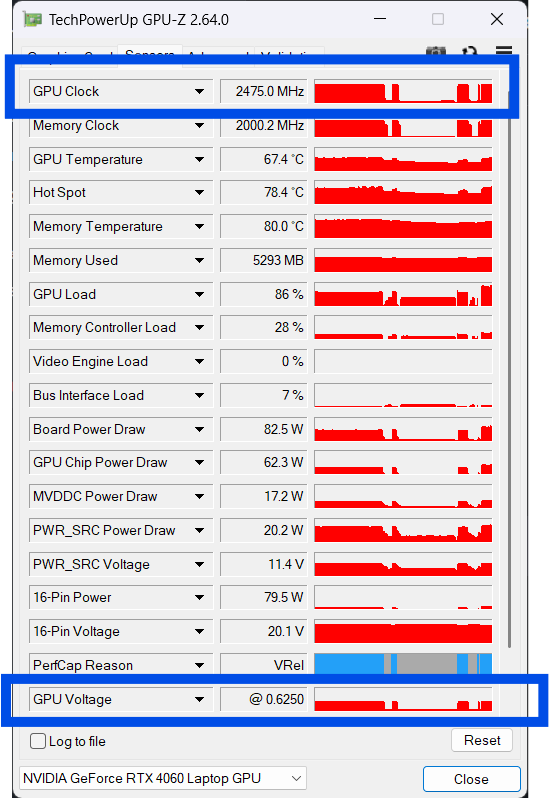 TechPowerUp GPU-Z 2.64.0
Sensors
GPU Clock 2475.0 MHz
Memory Clock 2000.2 MHz
GPU Temperature 67.4 °C
Hot Spot 78.4 °C
Memory Temperature 80.0 °C
Memory Used 5293 MB
GPU Load 86 %
Memory Controller Load 28 %
Video Engine Load 0 %
Bus Interface Load 7 %
Board Power Draw 82.5 W
GPU Chip Power Draw 62.3 W
MVDDC Power Draw 17.2 W
PWR_SRC Power Draw 20.2 W
PWR_SRC Voltage 11.4 V
16-Pin Power 79.5 W
16-Pin Voltage 20.1 V
PerfCap Reason VRel
GPU Voltage @ 0.6250
Log to file Reset
NVIDIA GeForce RTX 4060 Laptop GPU Close